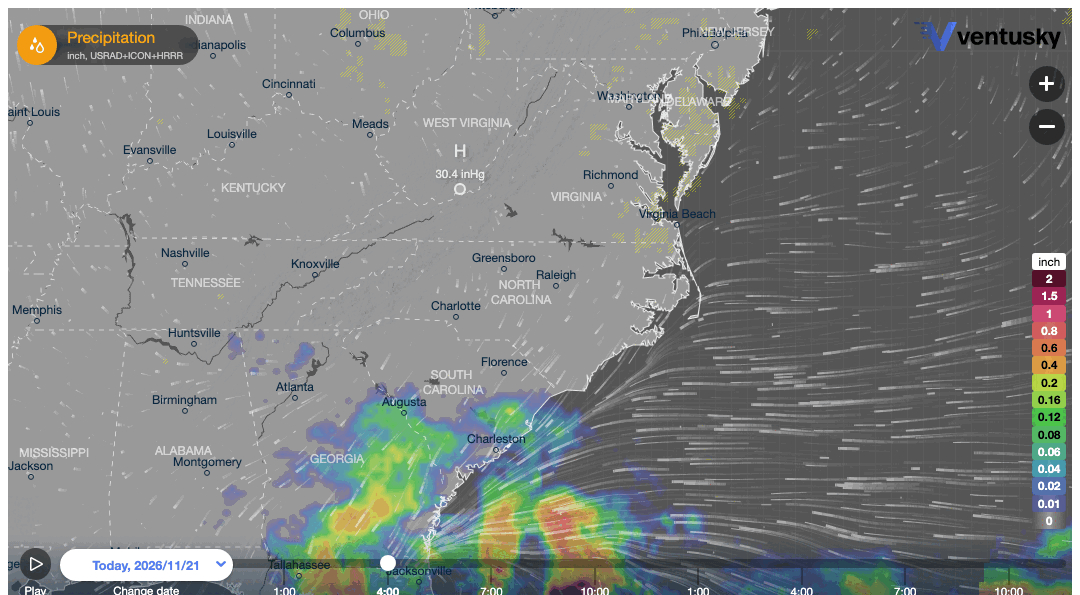 Precipitation
inch, USRAD+ICON+HRRR
INDIANA
ianapolis
OHIO
Columbus
Philadelphia
NEW JERSEY
ventusky
Cincinnati
aint Louis
Louisville
Evansville
Meads
WEST VIRGINIA
Washington
MARYLAND
DELAWARE
H
30.4 inHg
KENTUCKY
Richmond
VIRGINIA
Virginia Beach
Nashville
TENNESSEE
Knoxville
Greensboro
Raleigh
NORTH
CAROLINA
Memphis
Charlotte
Huntsville
Florence
SOUTH
CAROLINA
Atlanta
Augusta
Birmingham
Charleston
MISSISSIPPI
Jackson
ALABAMA
Montgomery
GEORGIA
Tallahassee
Jacksonville
inch
2
1.5
1
0.8
0.6
0.4
0.2
0.16
0.12
0.08
0.06
0.04
0.02
0.01
0
Today, 2026/11/21
Play
Change date
1:00
4:00
7:00
10:00
1:00
4:00
7:00
10:00